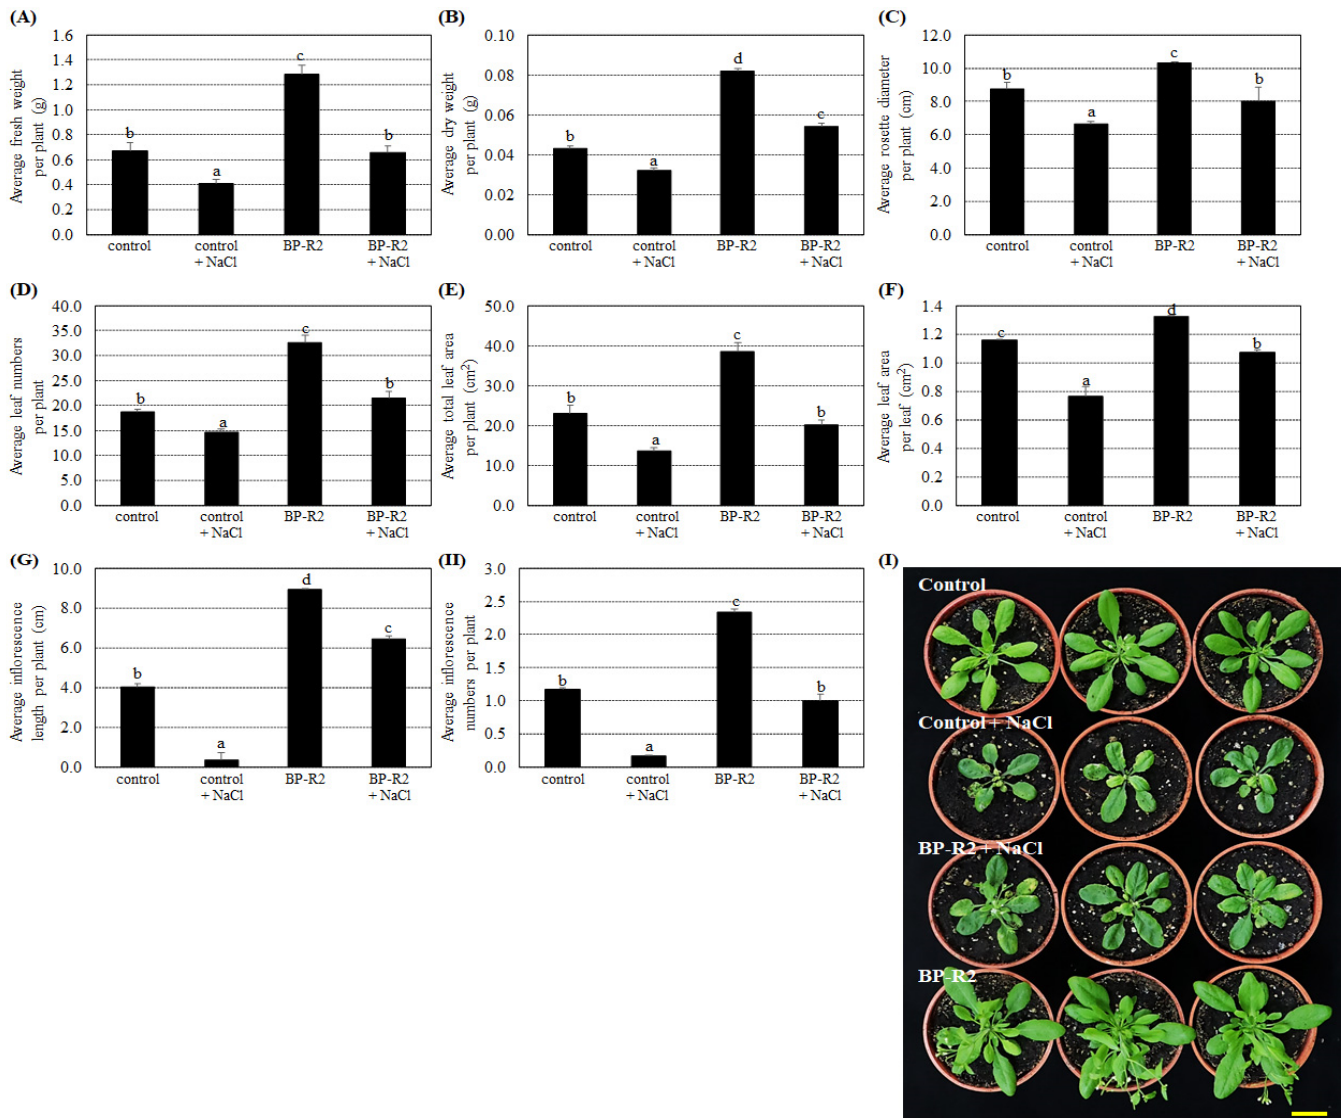 (A)
Average fresh weight
per plant (g)
1.6
1.4
1.2
1.0
0.8
0.6
0.4
0.2
0.0
b
a
c
b
control
control
+ NaCl
BP-R2
BP-R2
+ NaCl
(B)
Average dry weight
per plant (g)
0.10
0.08
0.06
0.04
0.02
0.00
b
a
d
c
control
control
+ NaCl
BP-R2
BP-R2
+ NaCl
(C)
Average rosette diameter
per plant (cm)
12.0
10.0
8.0
6.0
4.0
2.0
0.0
b
a
c
b
control
control
+ NaCl
BP-R2
BP-R2
+ NaCl
(D)
Average leaf numbers
per plant
40.0
35.0
30.0
25.0
20.0
15.0
10.0
5.0
0.0
b
a
c
b
control
control
+ NaCl
BP-R2
BP-R2
+ NaCl
(E)
Average total leaf area
per plant (cm²)
50.0
40.0
30.0
20.0
10.0
0.0
b
a
c
b
control
control
+ NaCl
BP-R2
BP-R2
+ NaCl
(F)
Average leaf area
per leaf (cm²)
1.4
1.2
1.0
0.8
0.6
0.4
0.2
0.0
c
a
d
b
control
control
+ NaCl
BP-R2
BP-R2
+ NaCl
(G)
Average inflorescence
length per plant (cm)
10.0
8.0
6.0
4.0
2.0
0.0
b
a
d
c
control
control
+ NaCl
BP-R2
BP-R2
+ NaCl
(H)
Average inflorescence
numbers per plant
3.0
2.5
2.0
1.5
1.0
0.5
0.0
b
a
c
b
control
control
+ NaCl
BP-R2
BP-R2
+ NaCl
(I)
Control
Control + NaCl
BP-R2 + NaCl
BP-R2